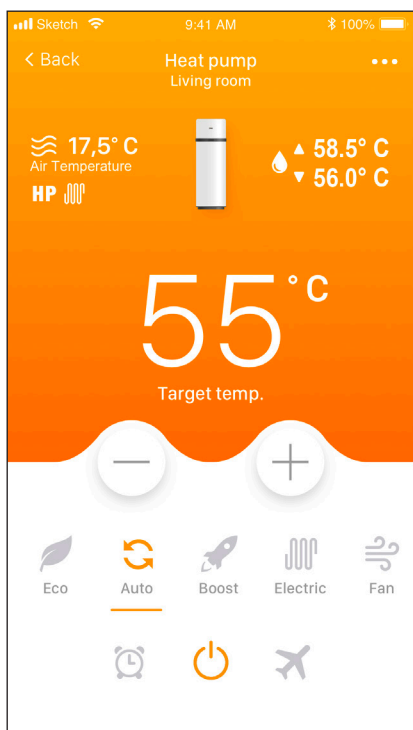 Sketch 9:41 AM 100%
< Back Heat pump •••
Living room
17,5° C ▲ 58.5° C
Air Temperature ▼ 56.0° C
HP
55 °C
Target temp.
Eco Auto Boost Electric Fan